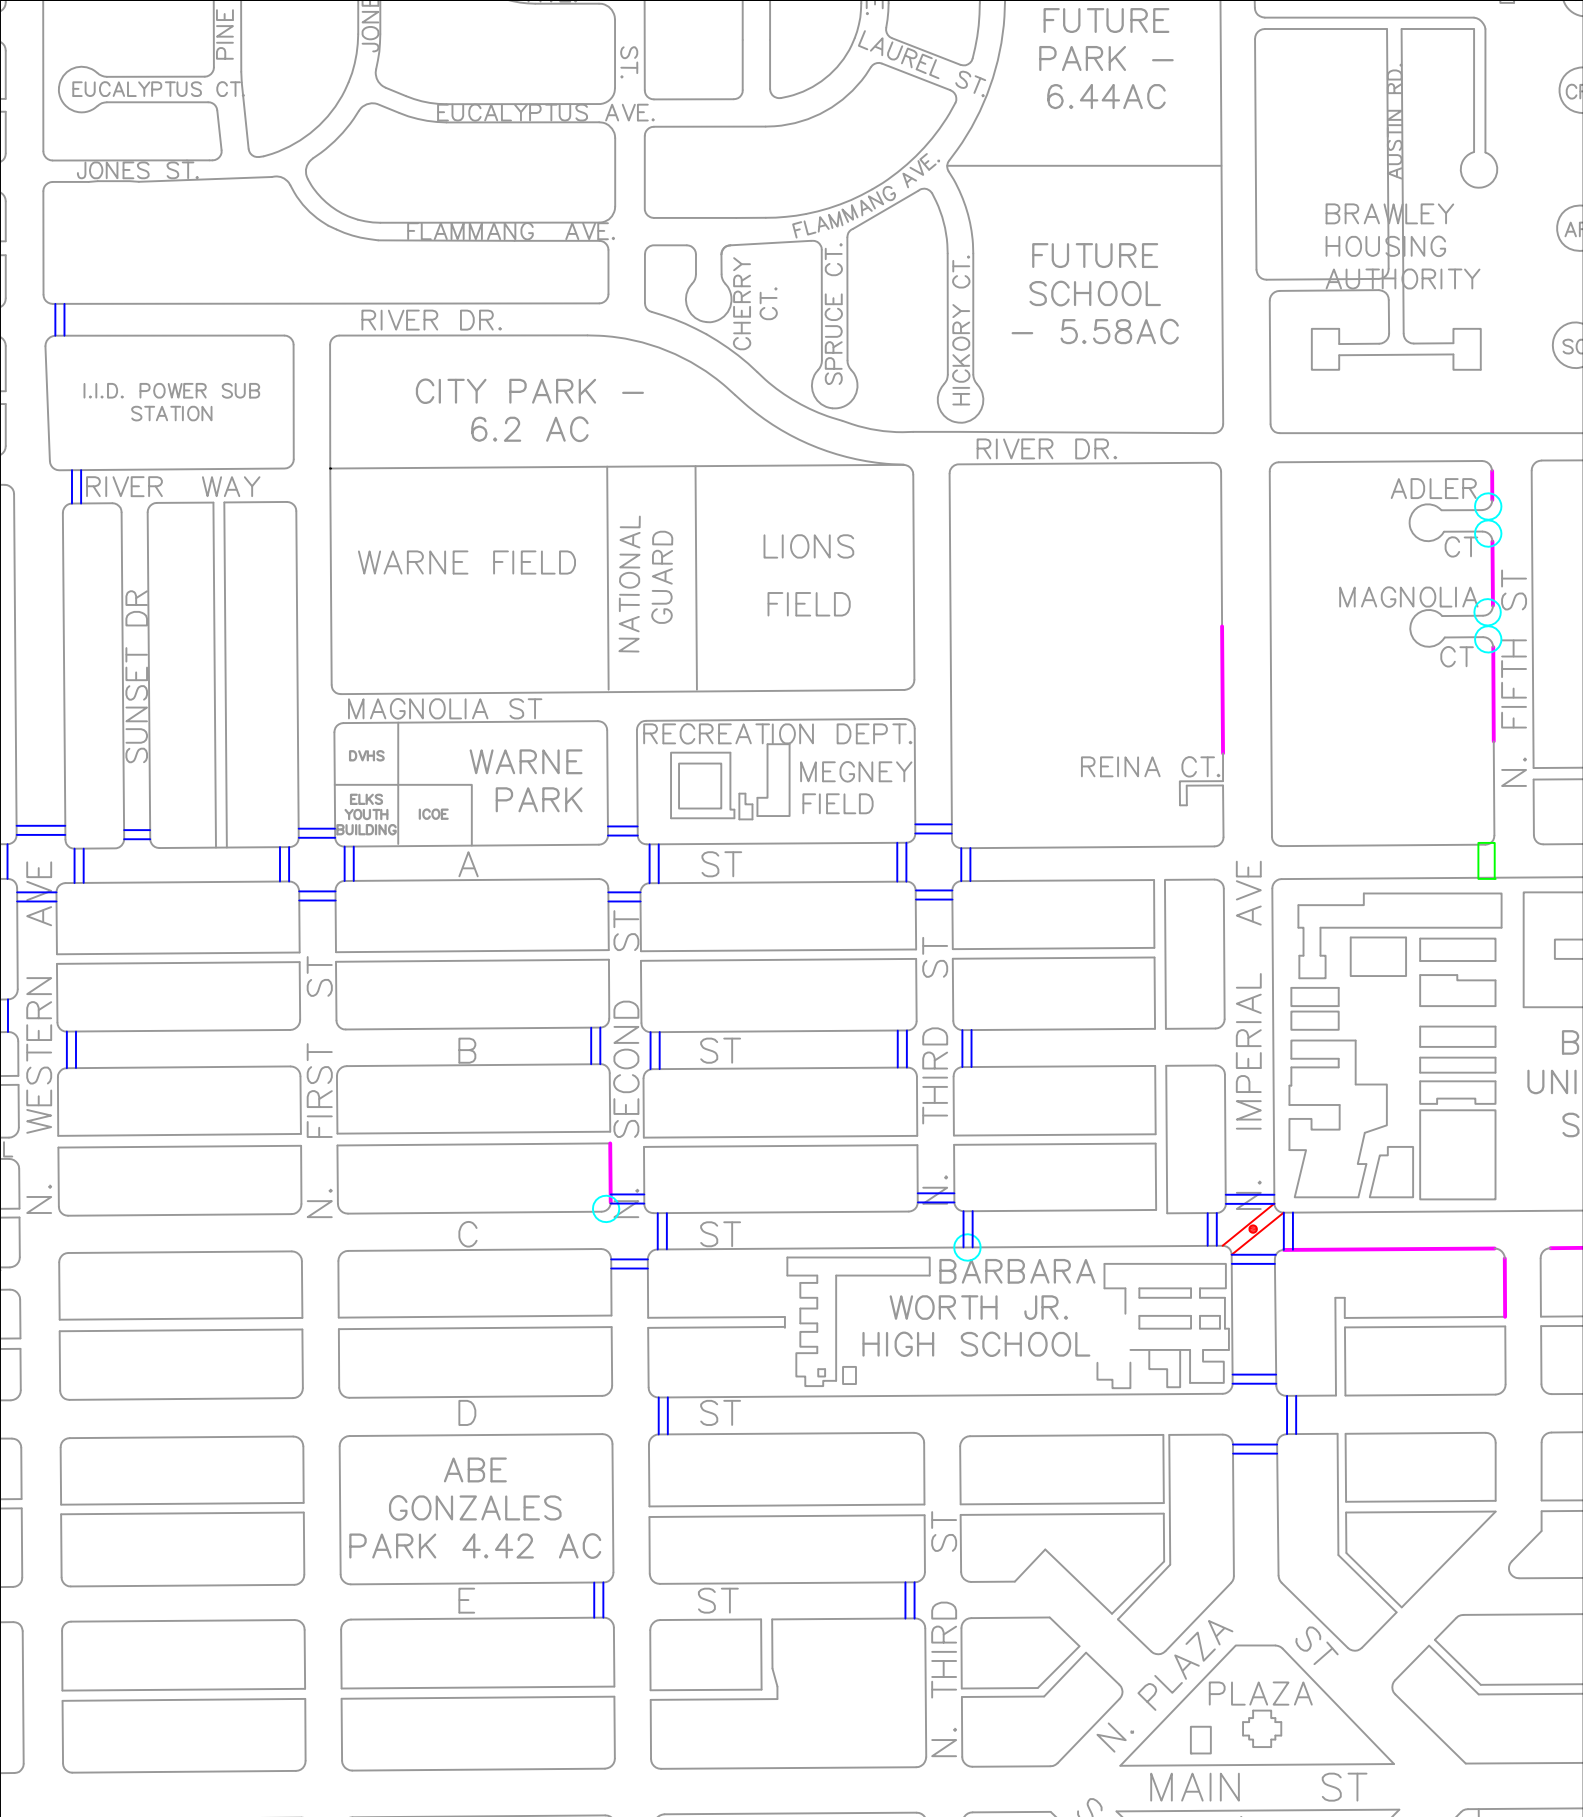 PINE
ST.
LAUREL ST.
FUTURE
PARK –
6.44AC
EUCALYPTUS CT.
EUCALYPTUS AVE.
AUSTIN RD.
JONES ST.
FLAMMANG AVE.
FLAMMANG AVE.
BRAWLEY
HOUSING
AUTHORITY
CHERRY
CT.
SPRUCE CT.
HICKORY CT.
FUTURE
SCHOOL
– 5.58AC
RIVER DR.
I.I.D. POWER SUB
STATION
CITY PARK –
6.2 AC
RIVER DR.
RIVER WAY
ADLER
CT
WARNE FIELD
NATIONAL
GUARD
LIONS
FIELD
MAGNOLIA
CT
N. FIFTH ST
SUNSET DR
MAGNOLIA ST
RECREATION DEPT.
DVHS
WARNE
PARK
MEGNEY
FIELD
REINA CT.
ELKS
YOUTH
BUILDING
ICOE
A ST
N. WESTERN AVE
N. FIRST ST
N. SECOND ST
N. THIRD ST
N. IMPERIAL AVE
B ST
B
UNI
S
C ST
BARBARA
WORTH JR.
HIGH SCHOOL
D ST
ABE
GONZALES
PARK 4.42 AC
E ST
N. THIRD ST
N. PLAZA
ST
PLAZA
MAIN ST